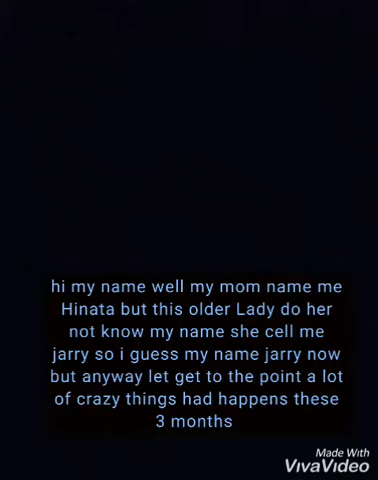 hi my name well my mom name me
Hinata but this older Lady do her
not know my name she cell me
jarry so i guess my name jarry now
but anyway let get to the point a lot
of crazy things had happens these
3 months
Made With
VivaVideo